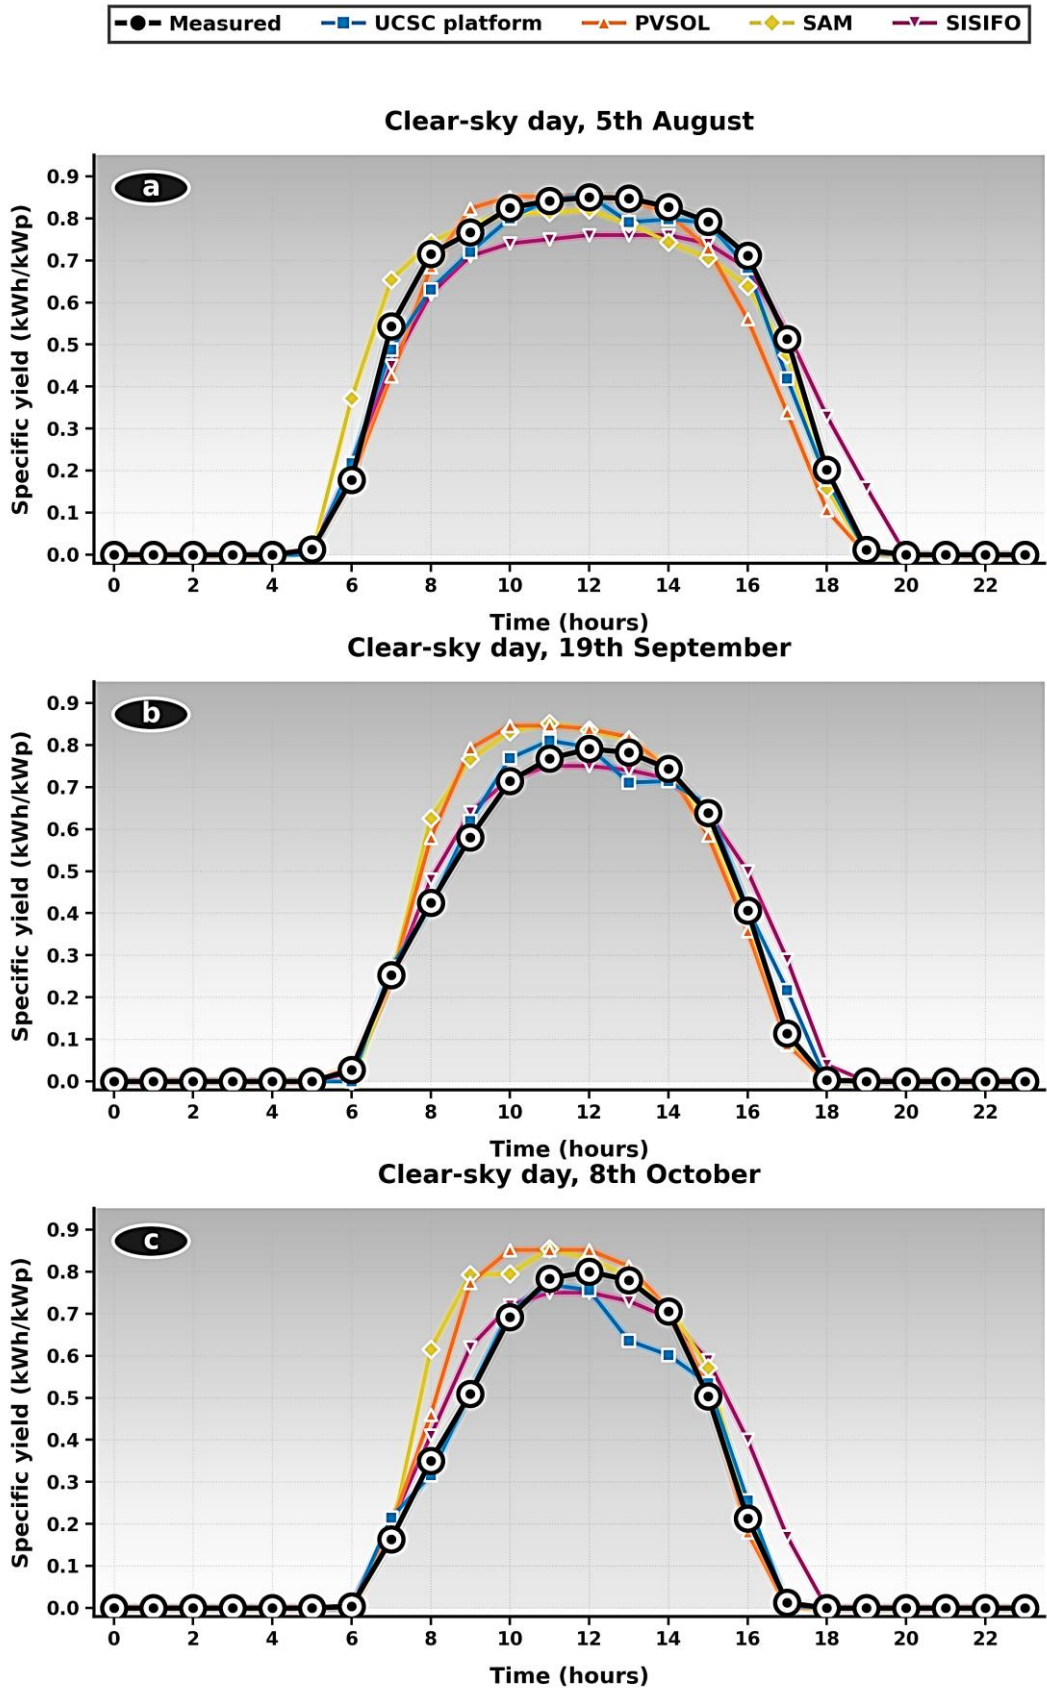 Measured UCSC platform PVSOL SAM SISIFO
Clear-sky day, 5th August
a
Specific yield (kWh/kWp)
0.9
0.8
0.7
0.6
0.5
0.4
0.3
0.2
0.1
0.0
0 2 4 6 8 10 12 14 16 18 20 22
Time (hours)
Clear-sky day, 19th September
b
Specific yield (kWh/kWp)
0.9
0.8
0.7
0.6
0.5
0.4
0.3
0.2
0.1
0.0
0 2 4 6 8 10 12 14 16 18 20 22
Time (hours)
Clear-sky day, 8th October
c
Specific yield (kWh/kWp)
0.9
0.8
0.7
0.6
0.5
0.4
0.3
0.2
0.1
0.0
0 2 4 6 8 10 12 14 16 18 20 22
Time (hours)